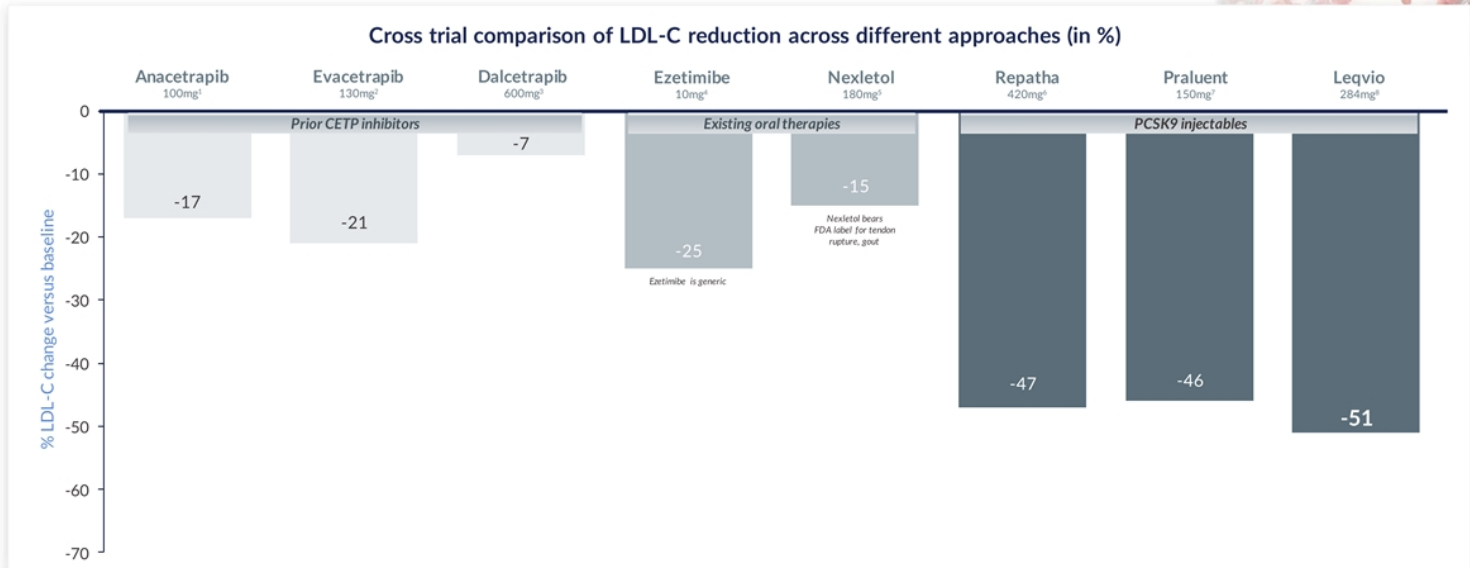 Cross trial comparison of LDL-C reduction across different approaches (in %)
Anacetrapib
100mg¹
Evacetrapib
130mg²
Dalcetrapib
600mg³
Ezetimibe
10mg⁴
Nexletol
180mg⁵
Repatha
420mg⁶
Praluent
150mg⁷
Leqvio
284mg⁸
% LDL-C change versus baseline
0
-10
-20
-30
-40
-50
-60
-70
Prior CETP inhibitors
-17
-21
-7
Existing oral therapies
-25
Ezetimibe is generic
-15
Nexletol bears
FDA label for tendon
rupture, gout
PCSK9 injectables
-47
-46
-51